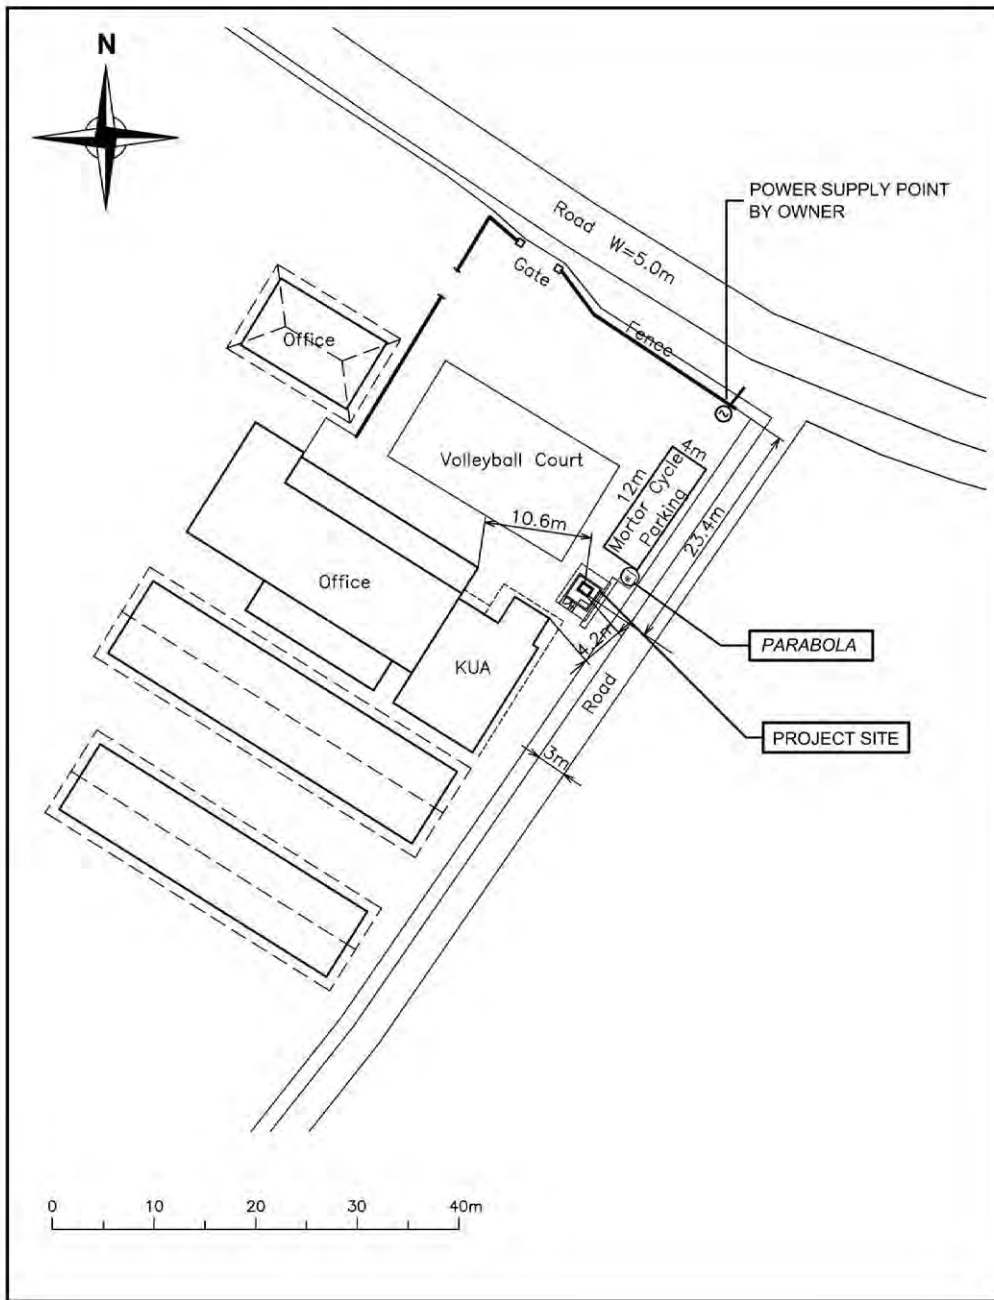 N
POWER SUPPLY POINT
BY OWNER
Road W=5.0m
Gate
Fence
Office
Volleyball Court
4m
12m
Mortor Cycle
Parking
23.4m
10.6m
Office
KUA
4.2m
PARABOLA
Road
PROJECT SITE
3m
0 10 20 30 40m